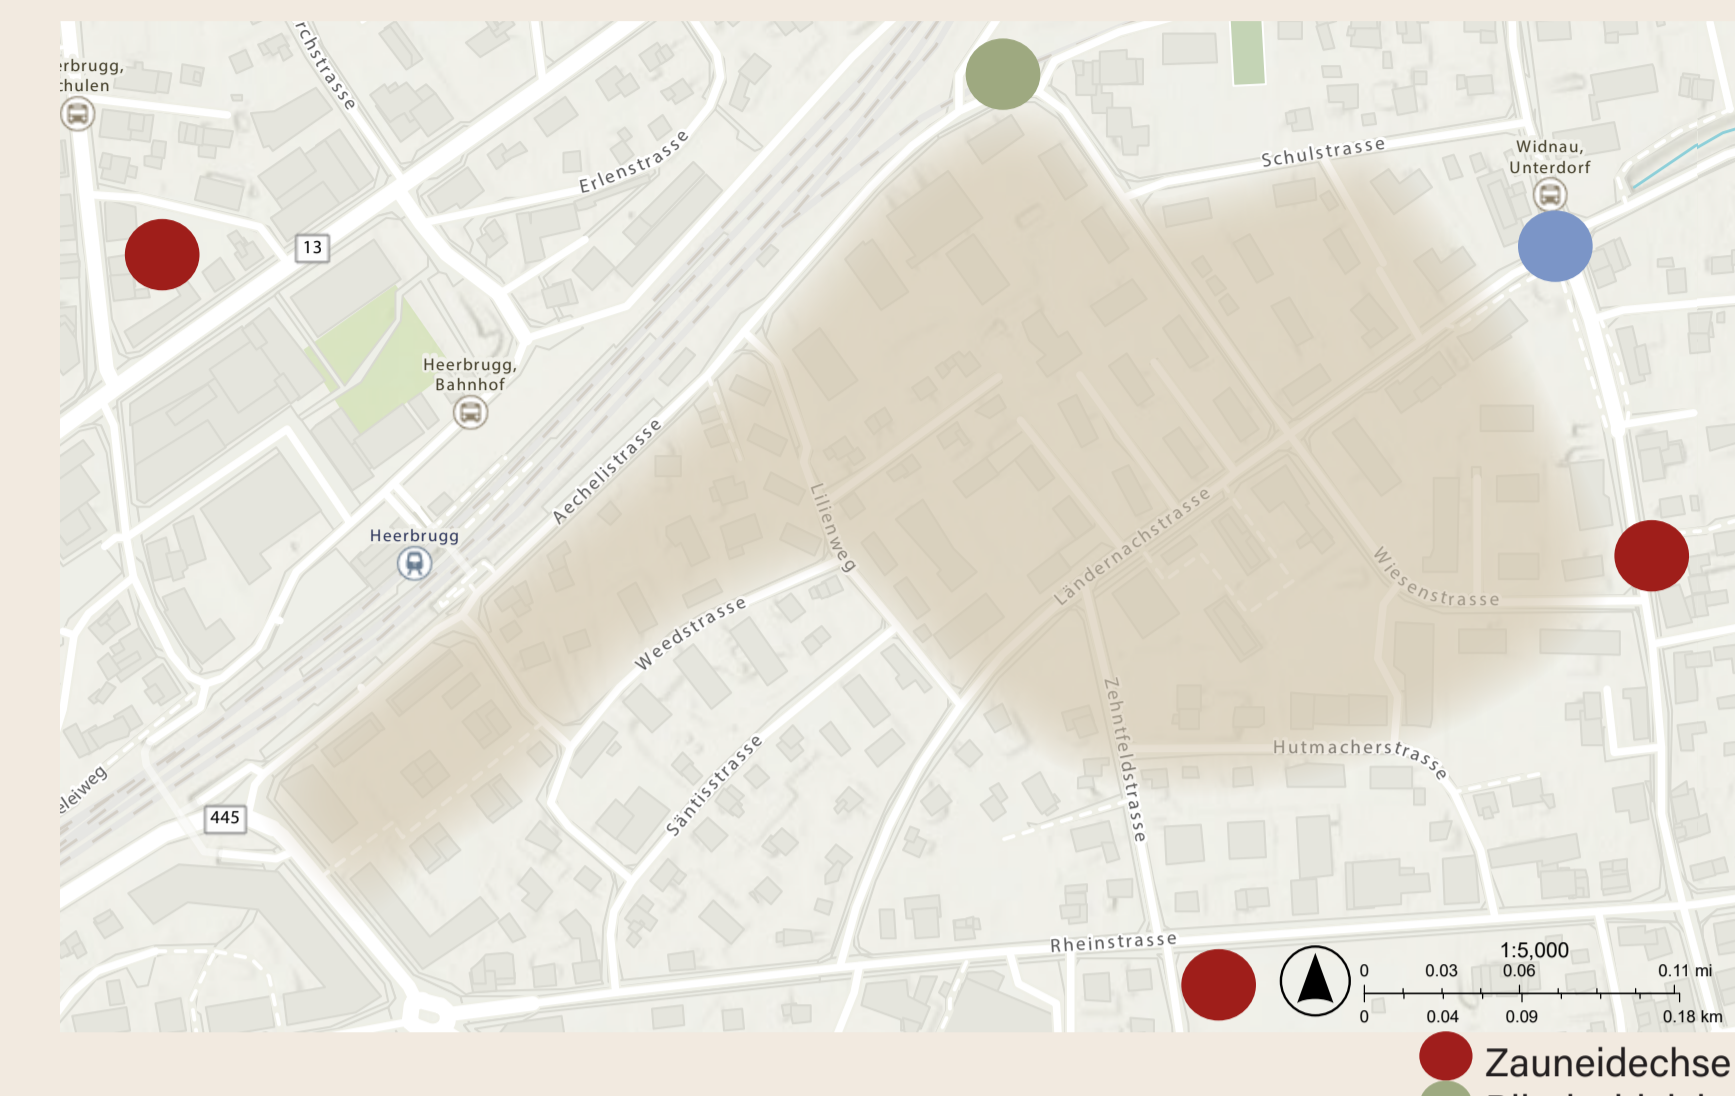 erbrugg,
chulen
rchstrasse
Erlenstrasse
Schulstrasse
Widnau,
Unterdorf
13
Heerbrugg,
Bahnhof
Aechelistrasse
Heerbrugg
Lilienweg
Ländernachstrasse
Wiesenstrasse
Weedstrasse
Zehntfeldstrasse
Hutmacherstrasse
Säntisstrasse
eleiweg
445
Rheinstrasse
1:5,000
0 0.03 0.06 0.11 mi
0 0.04 0.09 0.18 km
Zauneidechse